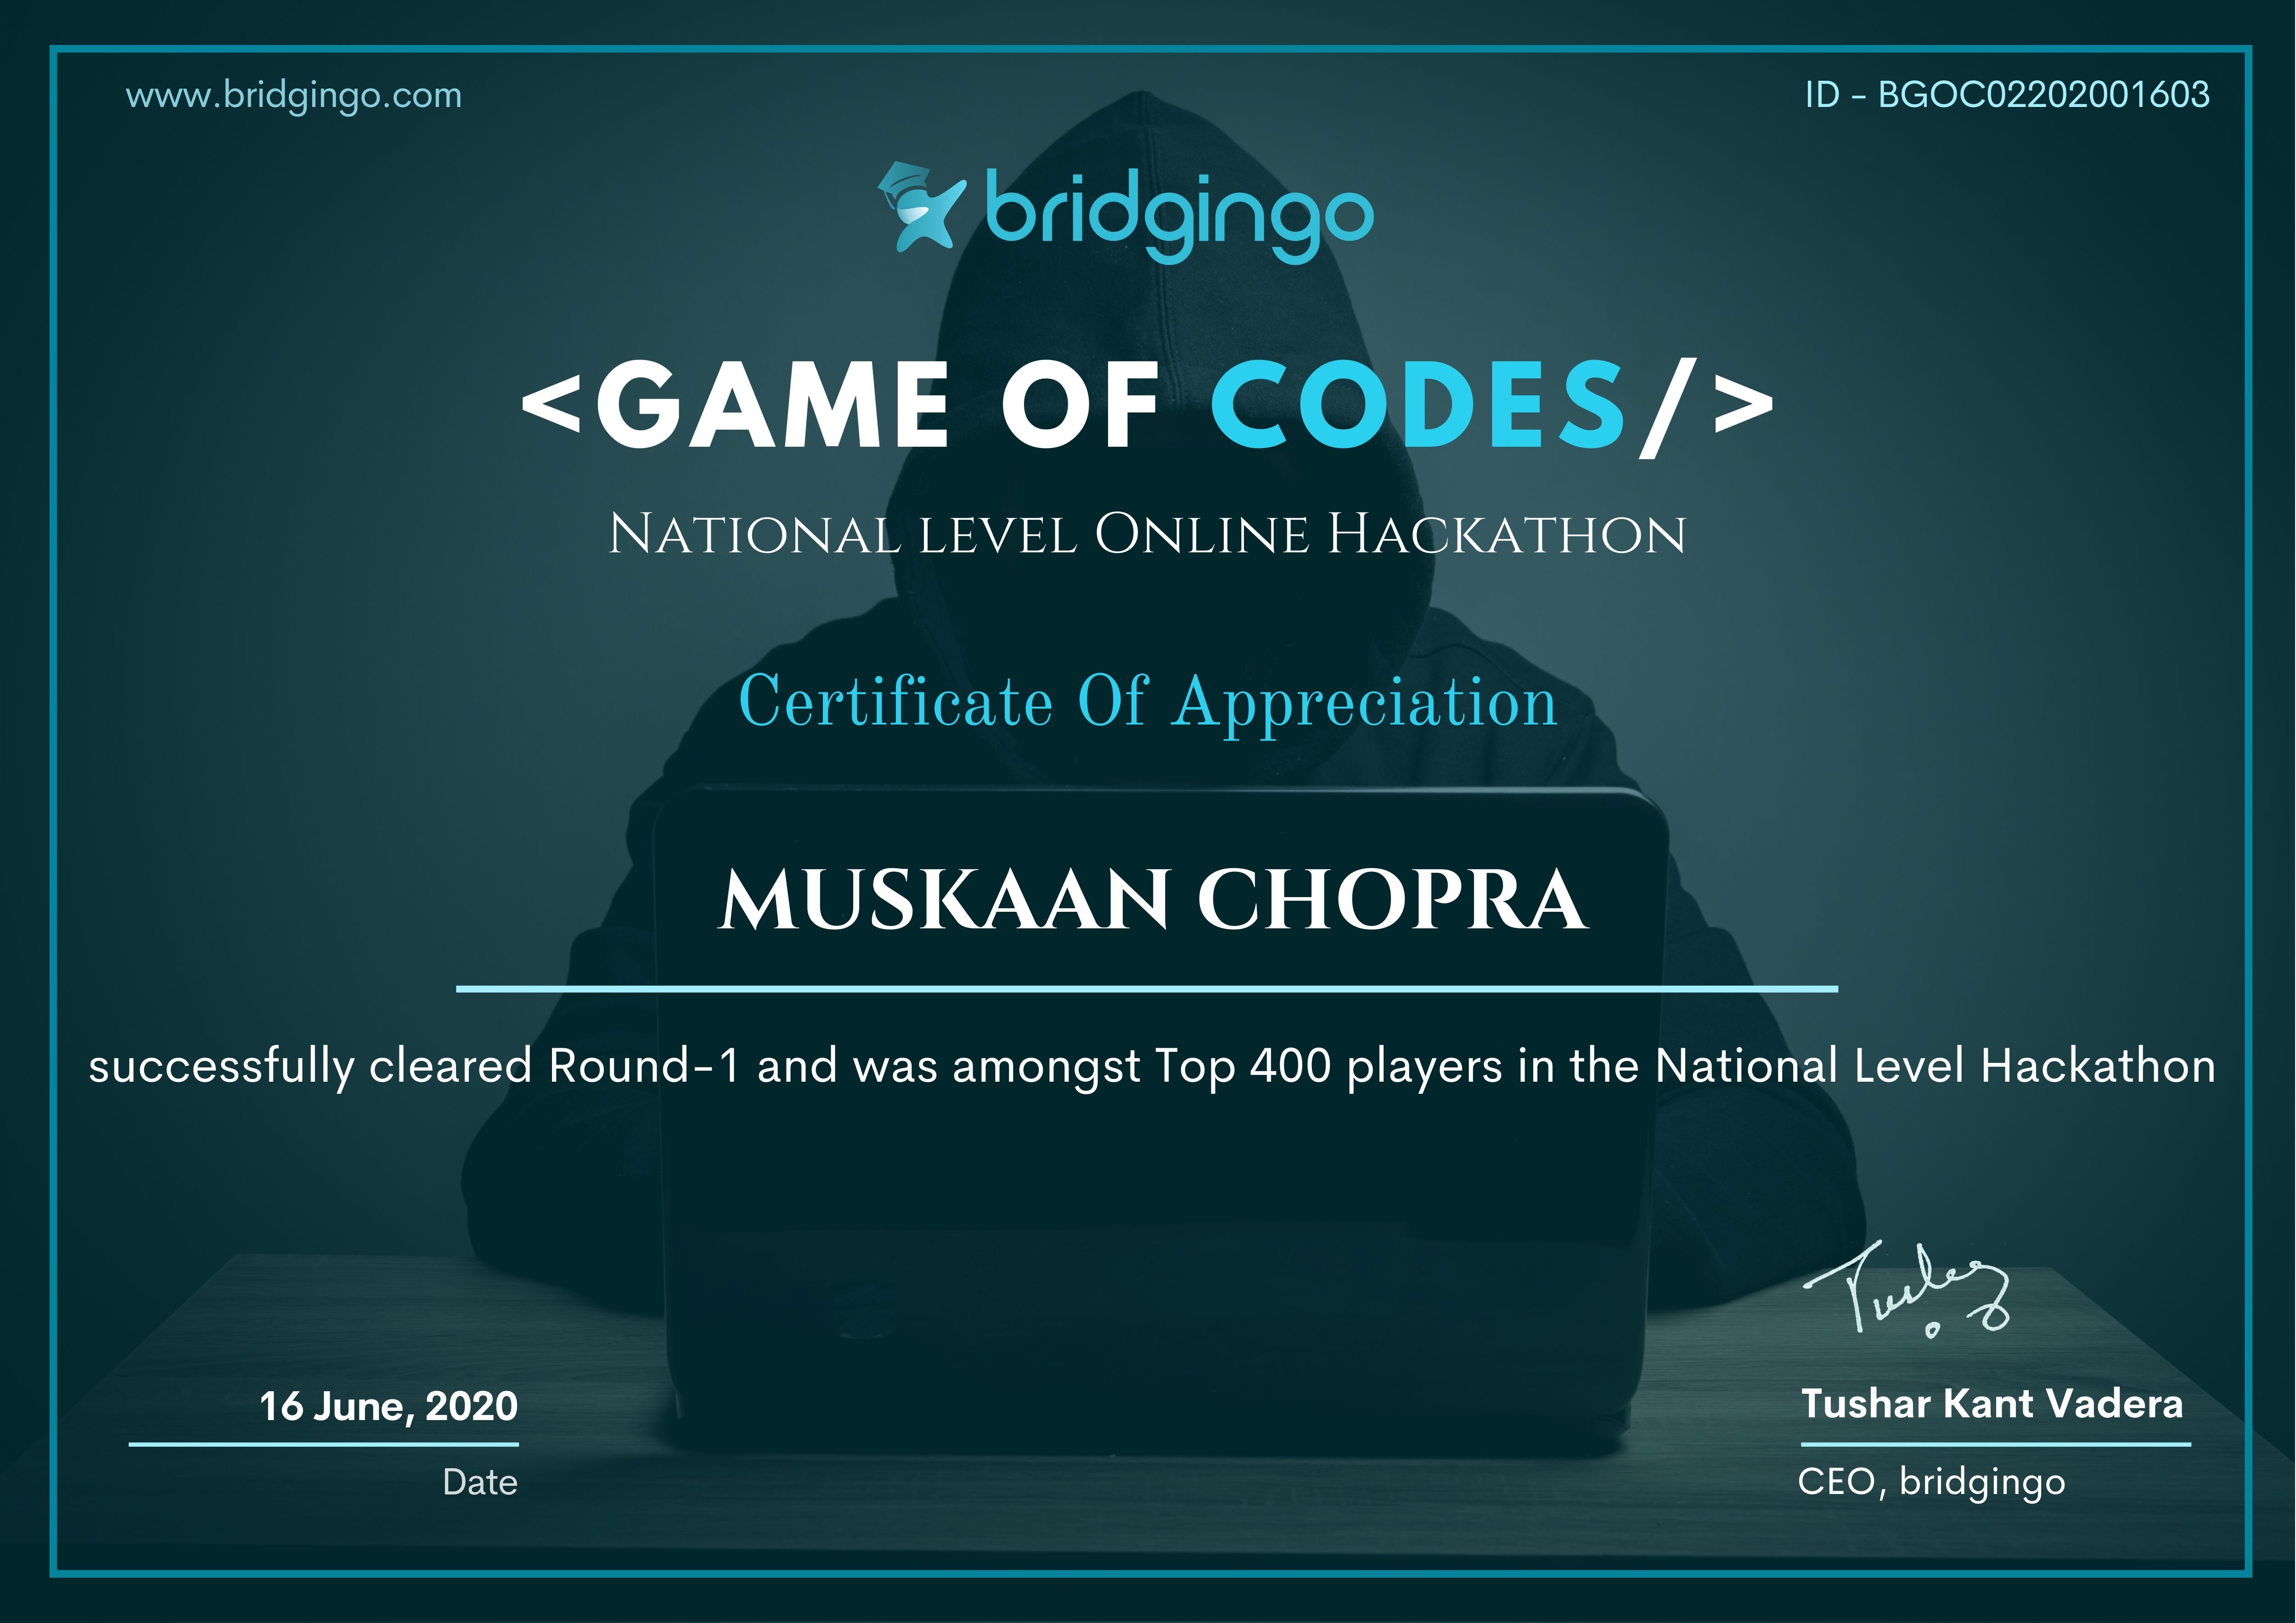 www.bridgingo.com
ID - BGOC02202001603
bridgingo
<GAME OF CODES/>
National level Online Hackathon
Certificate Of Appreciation
MUSKAAN CHOPRA
successfully cleared Round-1 and was amongst Top 400 players in the National Level Hackathon
16 June, 2020
Date
Tushar Kant Vadera
CEO, bridgingo